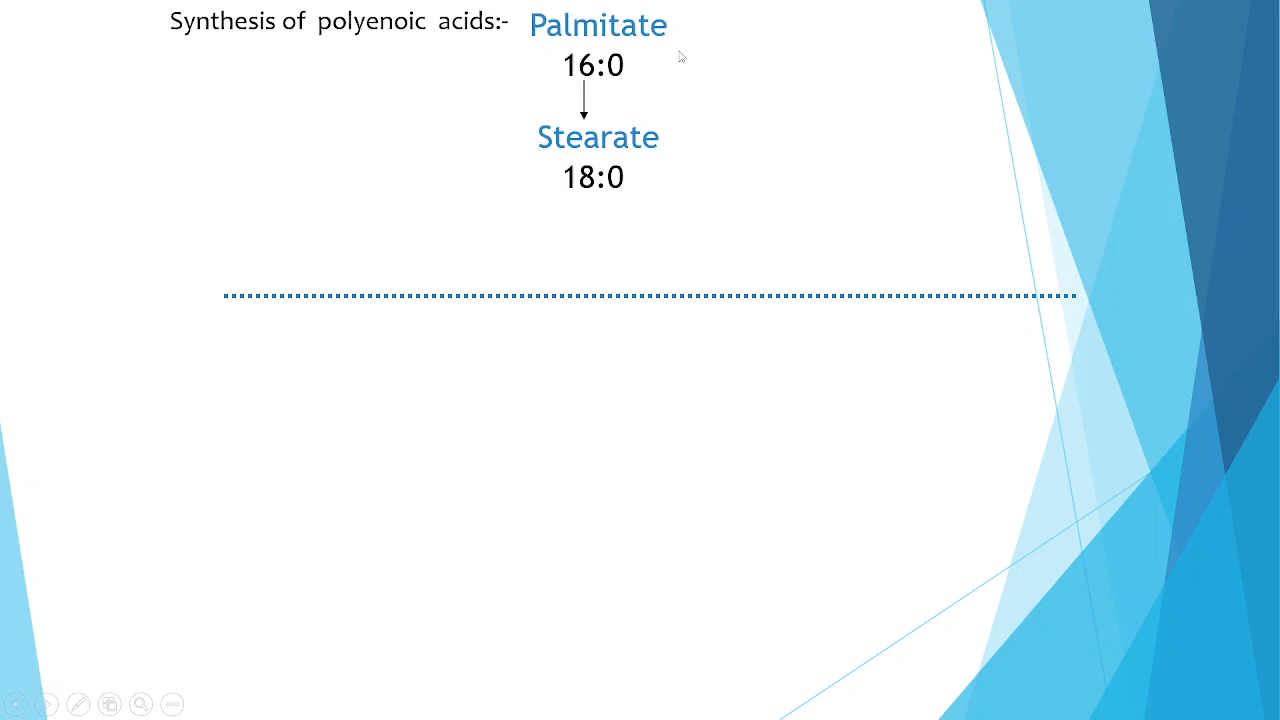 Synthesis of polyenoic acids:- Palmitate
16:0
Stearate
18:0